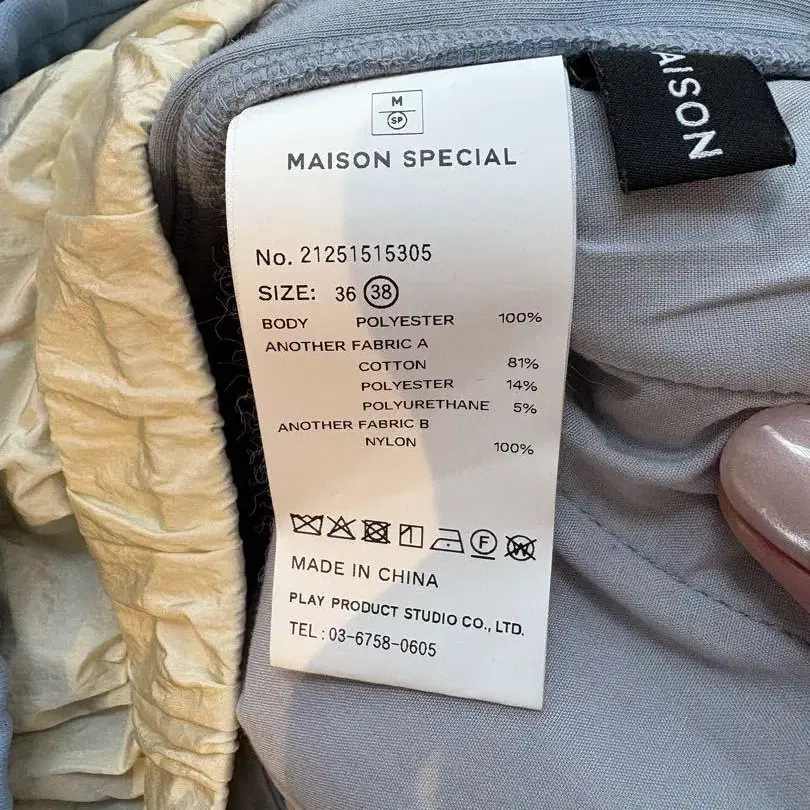 M
SP
MAISON SPECIAL
AISON
No. 21251515305
SIZE: 36 38
BODY POLYESTER 100%
ANOTHER FABRIC A
COTTON 81%
POLYESTER 14%
POLYURETHANE 5%
ANOTHER FABRIC B
NYLON 100%
F
W
MADE IN CHINA
PLAY PRODUCT STUDIO CO., LTD.
TEL : 03-6758-0605